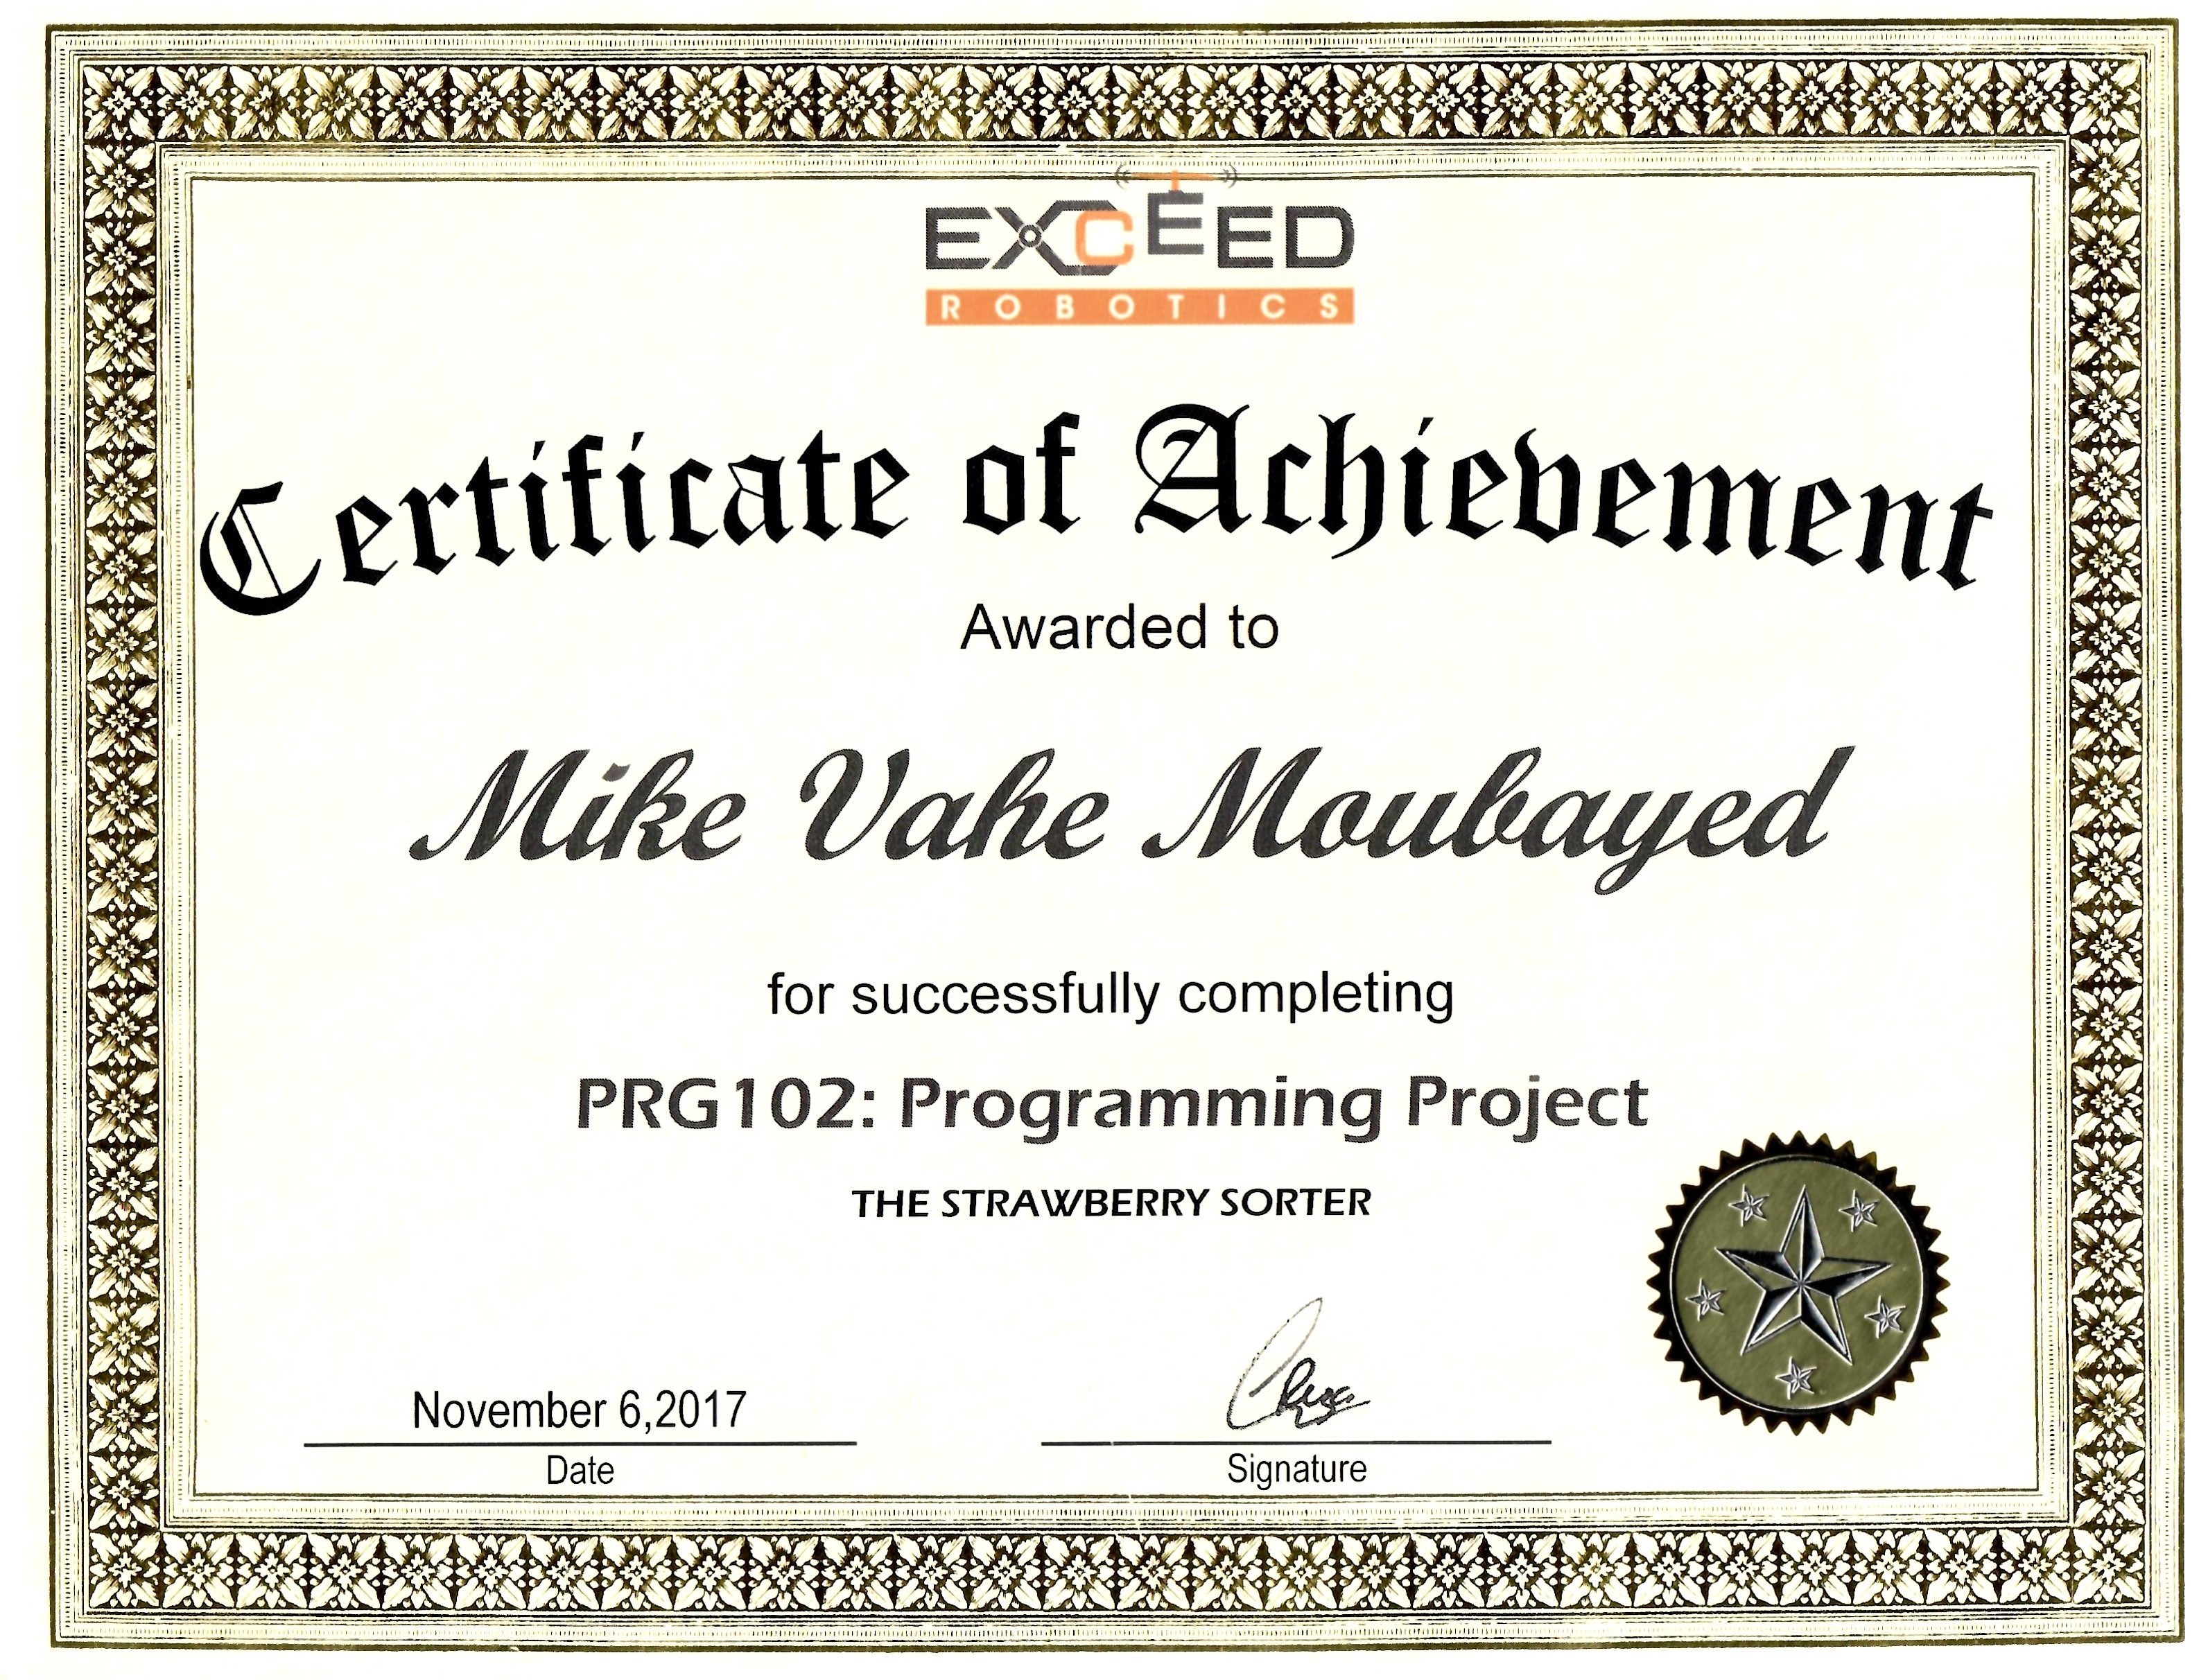 EXCEED
ROBOTICS
Certificate of Achievement
Awarded to
Mike Vahe Moubayed
for successfully completing
PRG102: Programming Project
THE STRAWBERRY SORTER
November 6,2017
Date
Signature